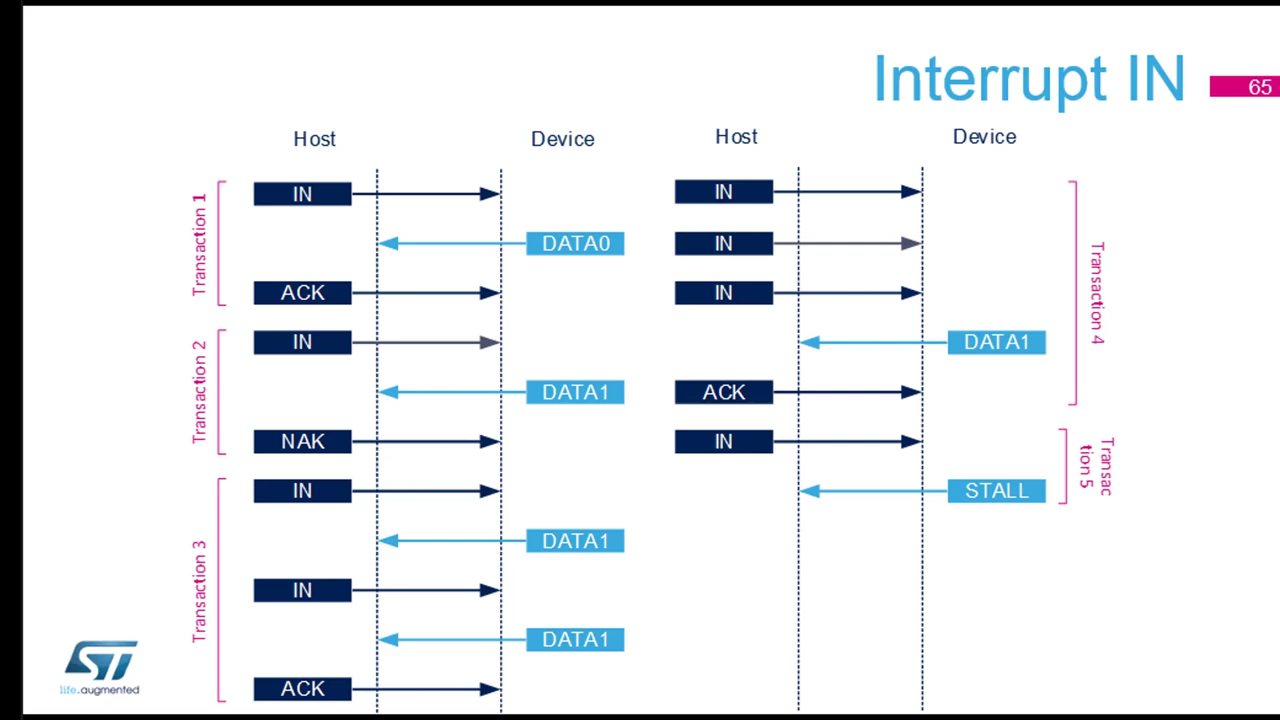 Interrupt IN
65
Host
Device
Transaction 1
IN
DATA0
ACK
Transaction 2
IN
DATA1
NAK
Transaction 3
IN
DATA1
IN
DATA1
ACK
Host
Device
IN
IN
IN
DATA1
ACK
Transaction 4
IN
STALL
Transac
tion 5
ST
life.augmented